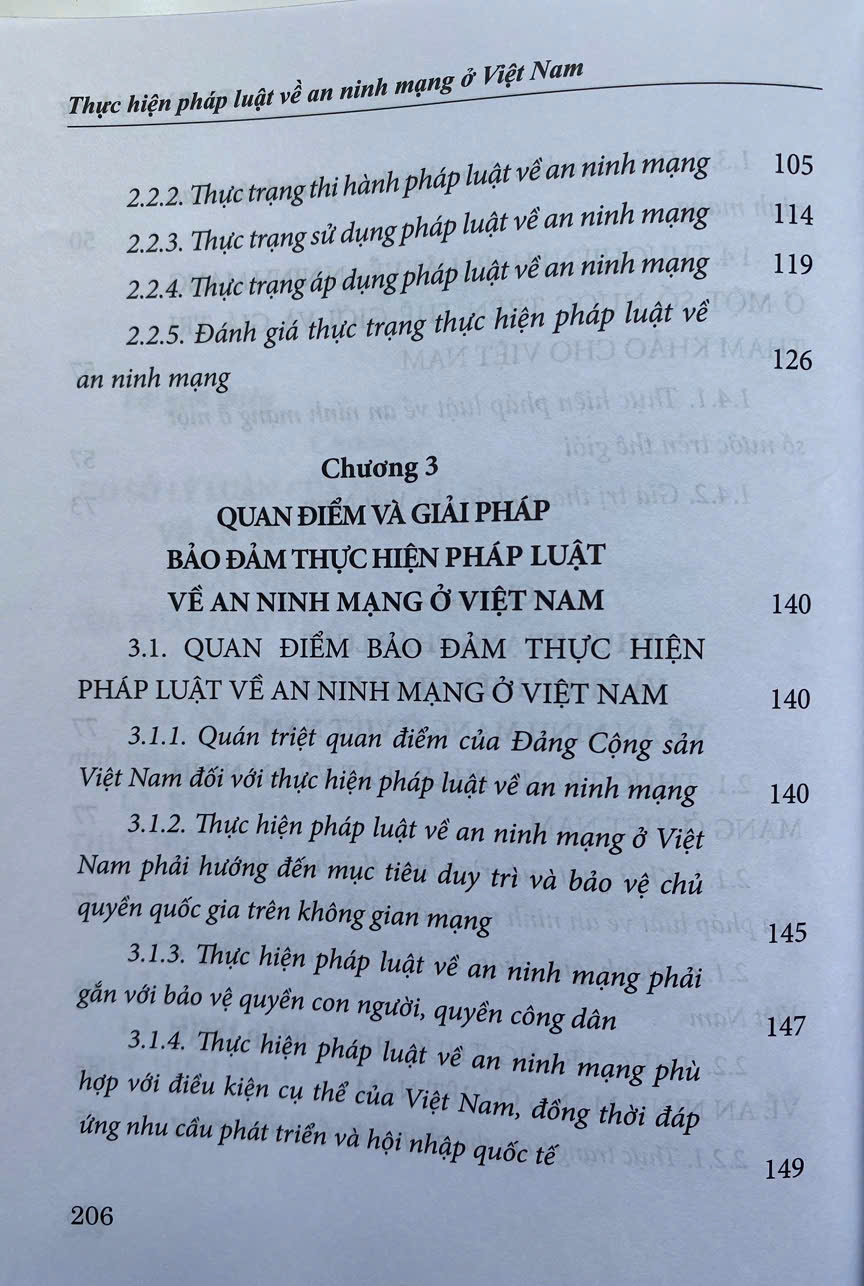 Thực hiện pháp luật về an ninh mạng ở Việt Nam
2.2.2. Thực trạng thi hành pháp luật về an ninh mạng 105
2.2.3. Thực trạng sử dụng pháp luật về an ninh mạng 114
2.2.4. Thực trạng áp dụng pháp luật về an ninh mạng 119
2.2.5. Đánh giá thực trạng thực hiện pháp luật về
an ninh mạng 126
Chương 3
QUAN ĐIỂM VÀ GIẢI PHÁP
BẢO ĐẢM THỰC HIỆN PHÁP LUẬT
VỀ AN NINH MẠNG Ở VIỆT NAM 140
3.1. QUAN ĐIỂM BẢO ĐẢM THỰC HIỆN
PHÁP LUẬT VỀ AN NINH MẠNG Ở VIỆT NAM 140
3.1.1. Quán triệt quan điểm của Đảng Cộng sản
Việt Nam đối với thực hiện pháp luật về an ninh mạng 140
3.1.2. Thực hiện pháp luật về an ninh mạng ở Việt
Nam phải hướng đến mục tiêu duy trì và bảo vệ chủ
quyền quốc gia trên không gian mạng 145
3.1.3. Thực hiện pháp luật về an ninh mạng phải
gắn với bảo vệ quyền con người, quyền công dân 147
3.1.4. Thực hiện pháp luật về an ninh mạng phù
hợp với điều kiện cụ thể của Việt Nam, đồng thời đáp
ứng nhu cầu phát triển và hội nhập quốc tế 149
206